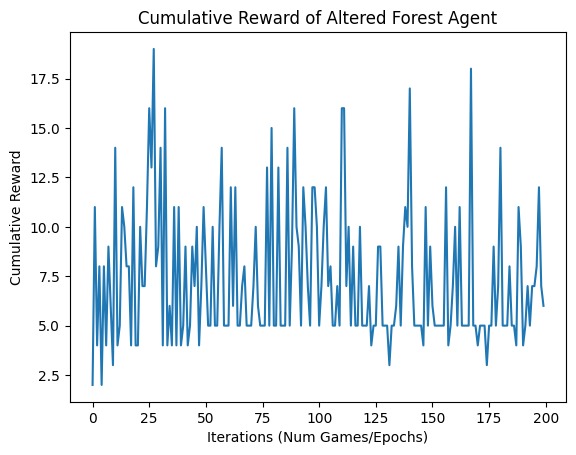 Cumulative Reward of Altered Forest Agent
Cumulative Reward
17.5
15.0
12.5
10.0
7.5
5.0
2.5
0 25 50 75 100 125 150 175 200
Iterations (Num Games/Epochs)